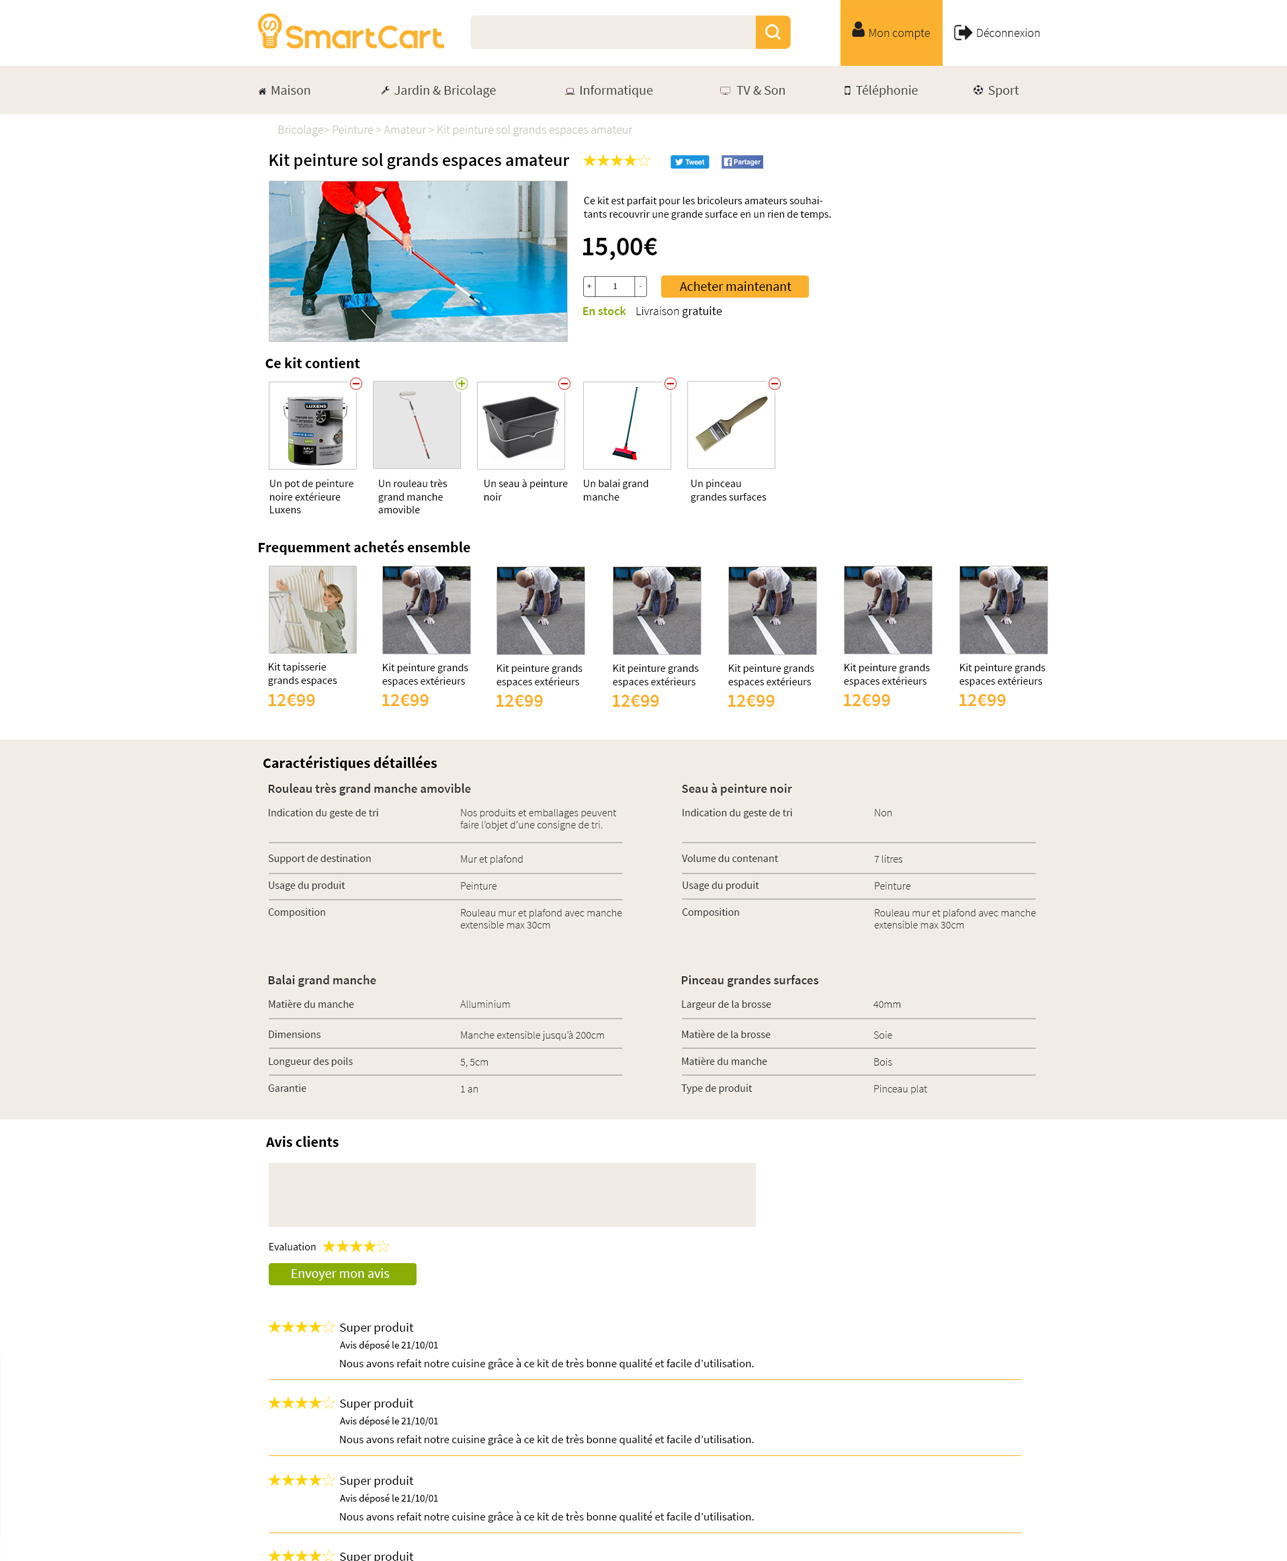 SmartCart
Mon compte
Déconnexion
Maison
Jardin & Bricolage
Informatique
TV & Son
Téléphonie
Sport
Bricolage> Peinture > Amateur > Kit peinture sol grands espaces amateur
Kit peinture sol grands espaces amateur
Tweet
Partager
Ce kit est parfait pour les bricoleurs amateurs souhai-
tants recouvrir une grande surface en un rien de temps.
15,00€
+ 1 -
Acheter maintenant
En stock Livraison gratuite
Ce kit contient
LUXENS
Un pot de peinture
noire extérieure
Luxens
Un rouleau très
grand manche
amovible
Un seau à peinture
noir
Un balai grand
manche
Un pinceau
grandes surfaces
Frequemment achetés ensemble
Kit tapisserie
grands espaces
12€99
Kit peinture grands
espaces extérieurs
12€99
Kit peinture grands
espaces extérieurs
12€99
Kit peinture grands
espaces extérieurs
12€99
Kit peinture grands
espaces extérieurs
12€99
Kit peinture grands
espaces extérieurs
12€99
Kit peinture grands
espaces extérieurs
12€99
Caractéristiques détaillées
Rouleau très grand manche amovible
Indication du geste de tri
Nos produits et emballages peuvent
faire l'objet d'une consigne de tri.
Support de destination
Mur et plafond
Usage du produit
Peinture
Composition
Rouleau mur et plafond avec manche
extensible max 30cm
Seau à peinture noir
Indication du geste de tri
Non
Volume du contenant
7 litres
Usage du produit
Peinture
Composition
Rouleau mur et plafond avec manche
extensible max 30cm
Balai grand manche
Matière du manche
Alluminium
Dimensions
Manche extensible jusqu'à 200cm
Longueur des poils
5, 5cm
Garantie
1 an
Pinceau grandes surfaces
Largeur de la brosse
40mm
Matière de la brosse
Soie
Matière du manche
Bois
Type de produit
Pinceau plat
Avis clients
Evaluation
Envoyer mon avis
Super produit
Avis déposé le 21/10/01
Nous avons refait notre cuisine grâce à ce kit de très bonne qualité et facile d'utilisation.
Super produit
Avis déposé le 21/10/01
Nous avons refait notre cuisine grâce à ce kit de très bonne qualité et facile d'utilisation.
Super produit
Avis déposé le 21/10/01
Nous avons refait notre cuisine grâce à ce kit de très bonne qualité et facile d'utilisation.
Super produit